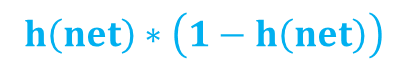 h(net) ∗ (1 − h(net))